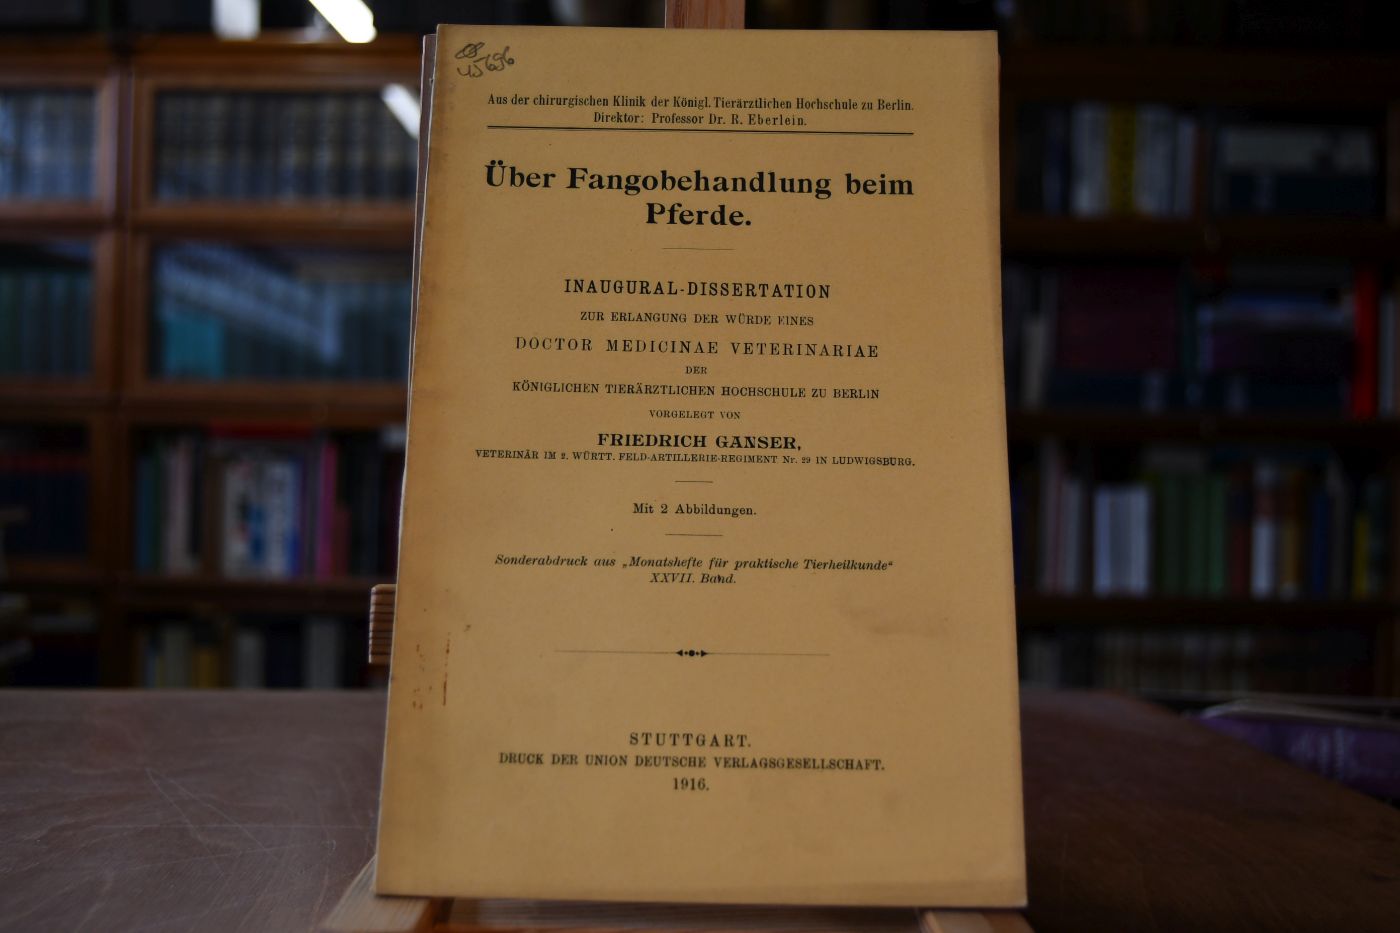 45696
Aus der chirurgischen Klinik der Königl. Tierärztlichen Hochschule zu Berlin.
Direktor: Professor Dr. R. Eberlein.
Über Fangobehandlung beim
Pferde.
INAUGURAL-DISSERTATION
ZUR ERLANGUNG DER WÜRDE EINES
DOCTOR MEDICINAE VETERINARIAE
DER
KÖNIGLICHEN TIERÄRZTLICHEN HOCHSCHULE ZU BERLIN
VORGELEGT VON
FRIEDRICH GANSER,
VETERINÄR IM 2. WÜRTT. FELD-ARTILLERIE-REGIMENT Nr. 29 IN LUDWIGSBURG.
Mit 2 Abbildungen.
Sonderabdruck aus „Monatshefte für praktische Tierheilkunde“
XXVII. Band.
STUTTGART.
DRUCK DER UNION DEUTSCHE VERLAGSGESELLSCHAFT.
1916.